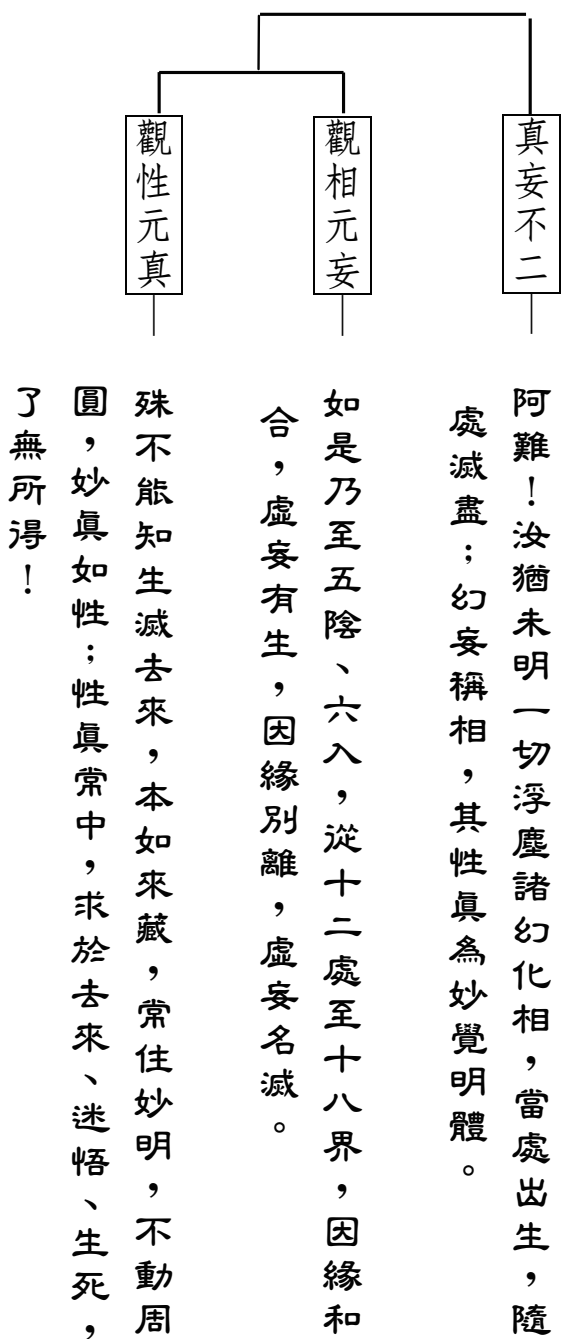 真妄不二
阿難！汝猶未明一切浮塵諸幻化相，當處出生，隨
處滅盡；幻妄稱相，其性真為妙覺明體。
觀相元妄
如是乃至五陰、六入，從十二處至十八界，因緣和
合，虛妄有生，因緣別離，虛妄名滅。
觀性元真
殊不能知生滅去來，本如來藏，常住妙明，不動周
圓，妙真如性；性真常中，求於去來、迷悟、生死，
了無所得！